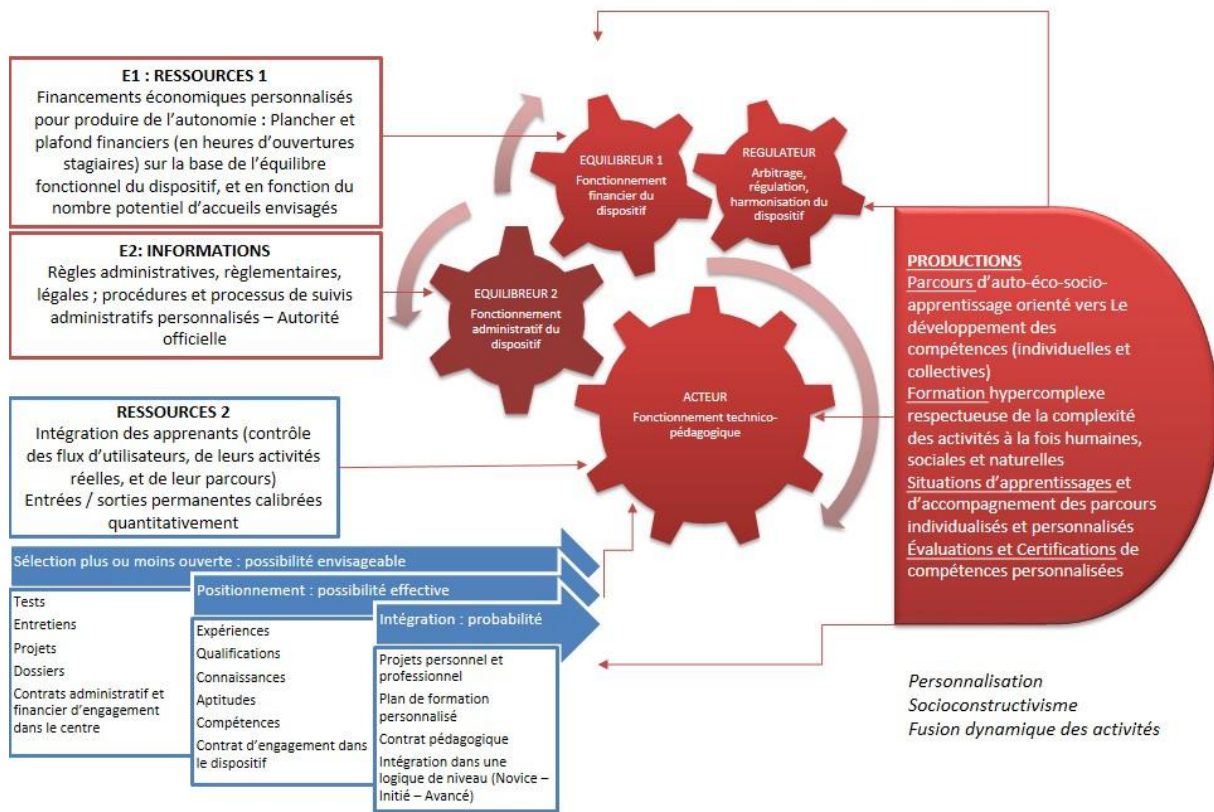 E1 : RESSOURCES 1
Financements économiques personnalisés
pour produire de l'autonomie : Plancher et
plafond financiers (en heures d'ouvertures
stagiaires) sur la base de l'équilibre
fonctionnel du dispositif, et en fonction du
nombre potentiel d'accueils envisagés
E2: INFORMATIONS
Règles administratives, règlementaires,
légales ; procédures et processus de suivis
administratifs personnalisés – Autorité
officielle
RESSOURCES 2
Intégration des apprenants (contrôle
des flux d'utilisateurs, de leurs activités
réelles, et de leur parcours)
Entrées / sorties permanentes calibrées
quantitativement
Sélection plus ou moins ouverte : possibilité envisageable
Tests
Entretiens
Projets
Dossiers
Contrats administratif et
financier d'engagement
dans le centre
Positionnement : possibilité effective
Expériences
Qualifications
Connaissances
Aptitudes
Compétences
Contrat d'engagement dans
le dispositif
Intégration : probabilité
Projets personnel et
professionnel
Plan de formation
personnalisé
Contrat pédagogique
Intégration dans une
logique de niveau (Novice –
Initié – Avancé)
EQUILIBREUR 1
Fonctionnement
financier du
dispositif
REGULATEUR
Arbitrage,
régulation,
harmonisation du
dispositif
EQUILIBREUR 2
Fonctionnement
administratif du
dispositif
ACTEUR
Fonctionnement technico-
pédagogique
PRODUCTIONS
Parcours d'auto-éco-socio-
apprentissage orienté vers Le
développement des
compétences (individuelles et
collectives)
Formation hypercomplexe
respectueuse de la complexité
des activités à la fois humaines,
sociales et naturelles
Situations d'apprentissages et
d'accompagnement des parcours
individualisés et personnalisés
Évaluations et Certifications de
compétences personnalisées
Personnalisation
Socioconstructivisme
Fusion dynamique des activités